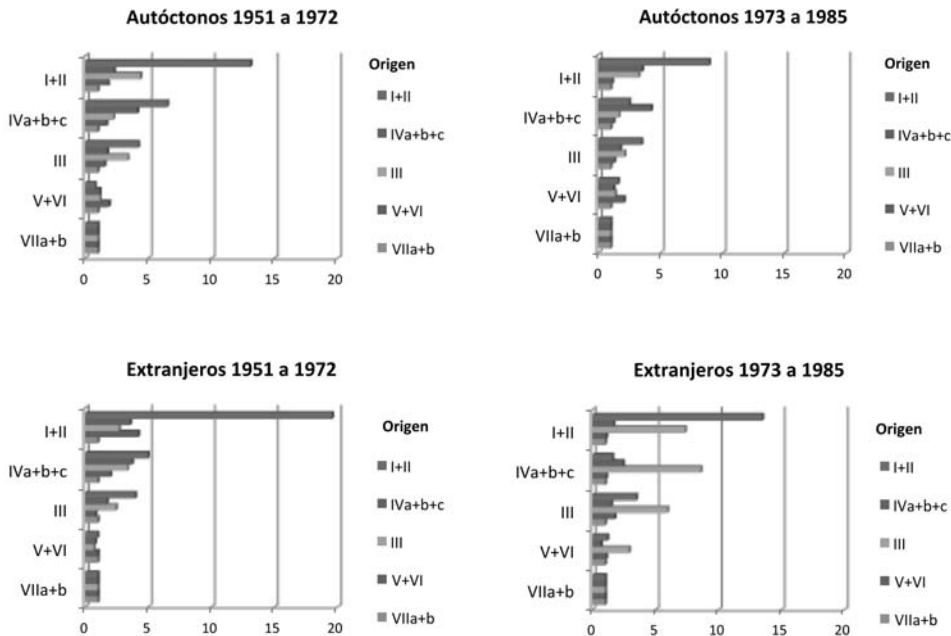 Autóctonos 1951 a 1972
Origen
I+II
IVa+b+c
III
V+VI
VIIa+b
I+II
IVa+b+c
III
V+VI
VIIa+b
0 5 10 15 20
Autóctonos 1973 a 1985
Origen
I+II
IVa+b+c
III
V+VI
VIIa+b
I+II
IVa+b+c
III
V+VI
VIIa+b
0 5 10 15 20
Extranjeros 1951 a 1972
Origen
I+II
IVa+b+c
III
V+VI
VIIa+b
I+II
IVa+b+c
III
V+VI
VIIa+b
0 5 10 15 20
Extranjeros 1973 a 1985
Origen
I+II
IVa+b+c
III
V+VI
VIIa+b
I+II
IVa+b+c
III
V+VI
VIIa+b
0 5 10 15 20